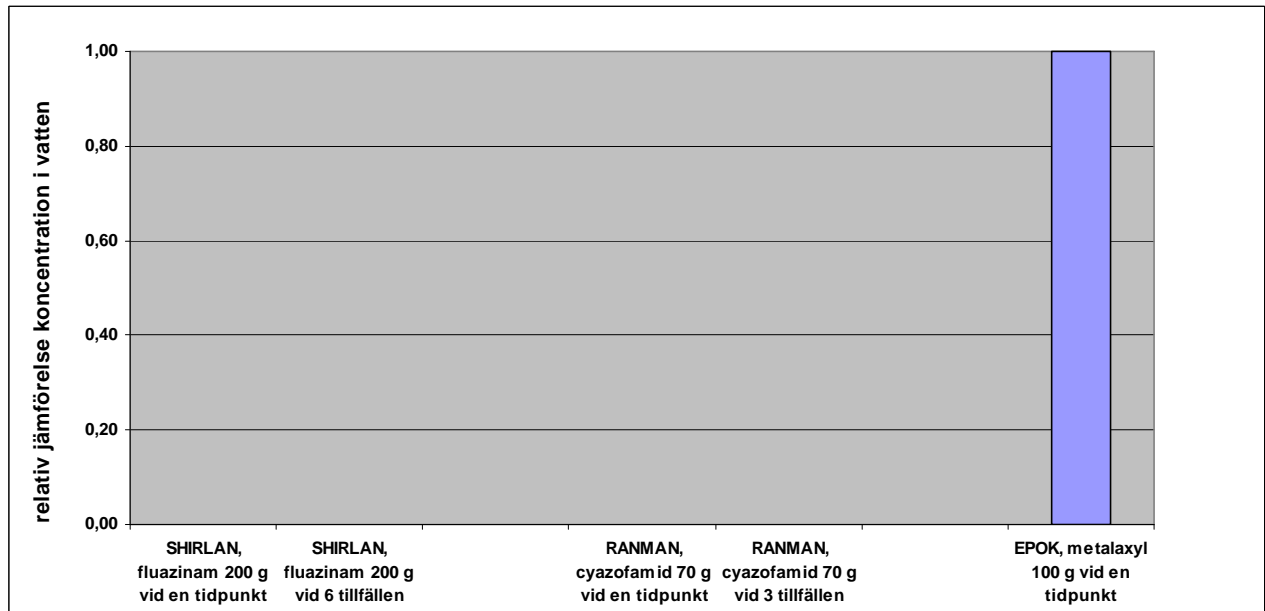 relativ jämförelse koncentration i vatten
1,00
0,80
0,60
0,40
0,20
0,00
SHIRLAN,
fluazinam 200 g
vid en tidpunkt
SHIRLAN,
fluazinam 200 g
vid 6 tillfällen
RANMAN,
cyazofamid 70 g
vid en tidpunkt
RANMAN,
cyazofamid 70 g
vid 3 tillfällen
EPOK, metalaxyl
100 g vid en
tidpunkt